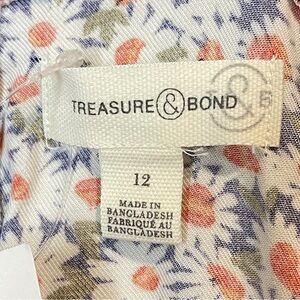 TREASURE & BOND
12
MADE IN
BANGLADESH
FABRIQUÉ AU
BANGLADESH